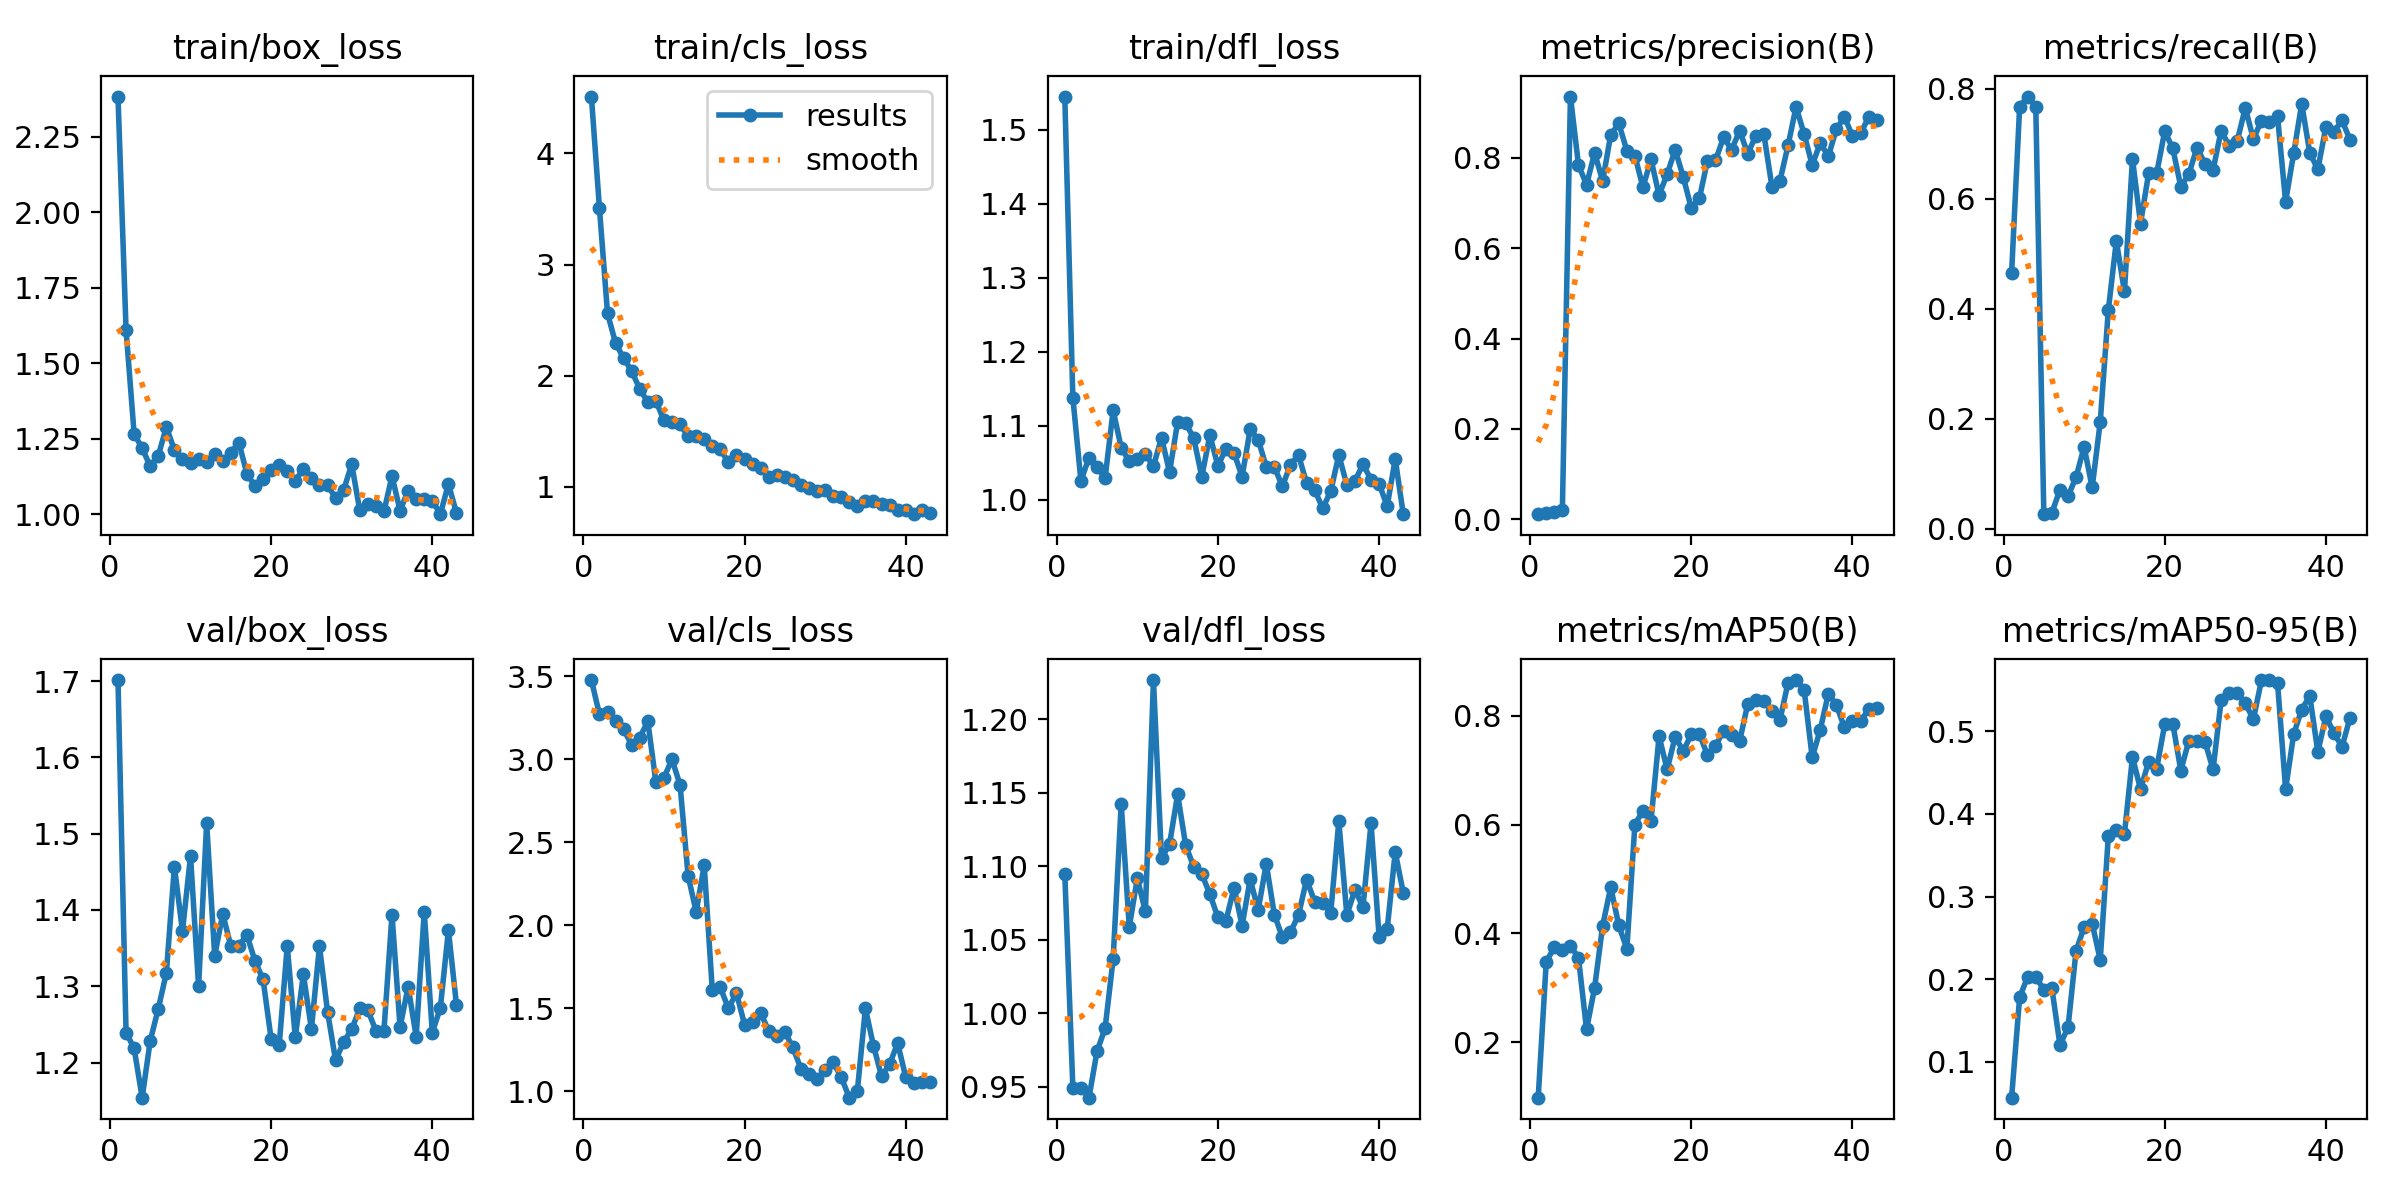 train/box_loss
2.25
2.00
1.75
1.50
1.25
1.00
0 20 40
train/cls_loss
results
smooth
4
3
2
1
0 20 40
train/dfl_loss
1.5
1.4
1.3
1.2
1.1
1.0
0 20 40
metrics/precision(B)
0.8
0.6
0.4
0.2
0.0
0 20 40
metrics/recall(B)
0.8
0.6
0.4
0.2
0.0
0 20 40
val/box_loss
1.7
1.6
1.5
1.4
1.3
1.2
0 20 40
val/cls_loss
3.5
3.0
2.5
2.0
1.5
1.0
0 20 40
val/dfl_loss
1.20
1.15
1.10
1.05
1.00
0.95
0 20 40
metrics/mAP50(B)
0.8
0.6
0.4
0.2
0 20 40
metrics/mAP50-95(B)
0.5
0.4
0.3
0.2
0.1
0 20 40